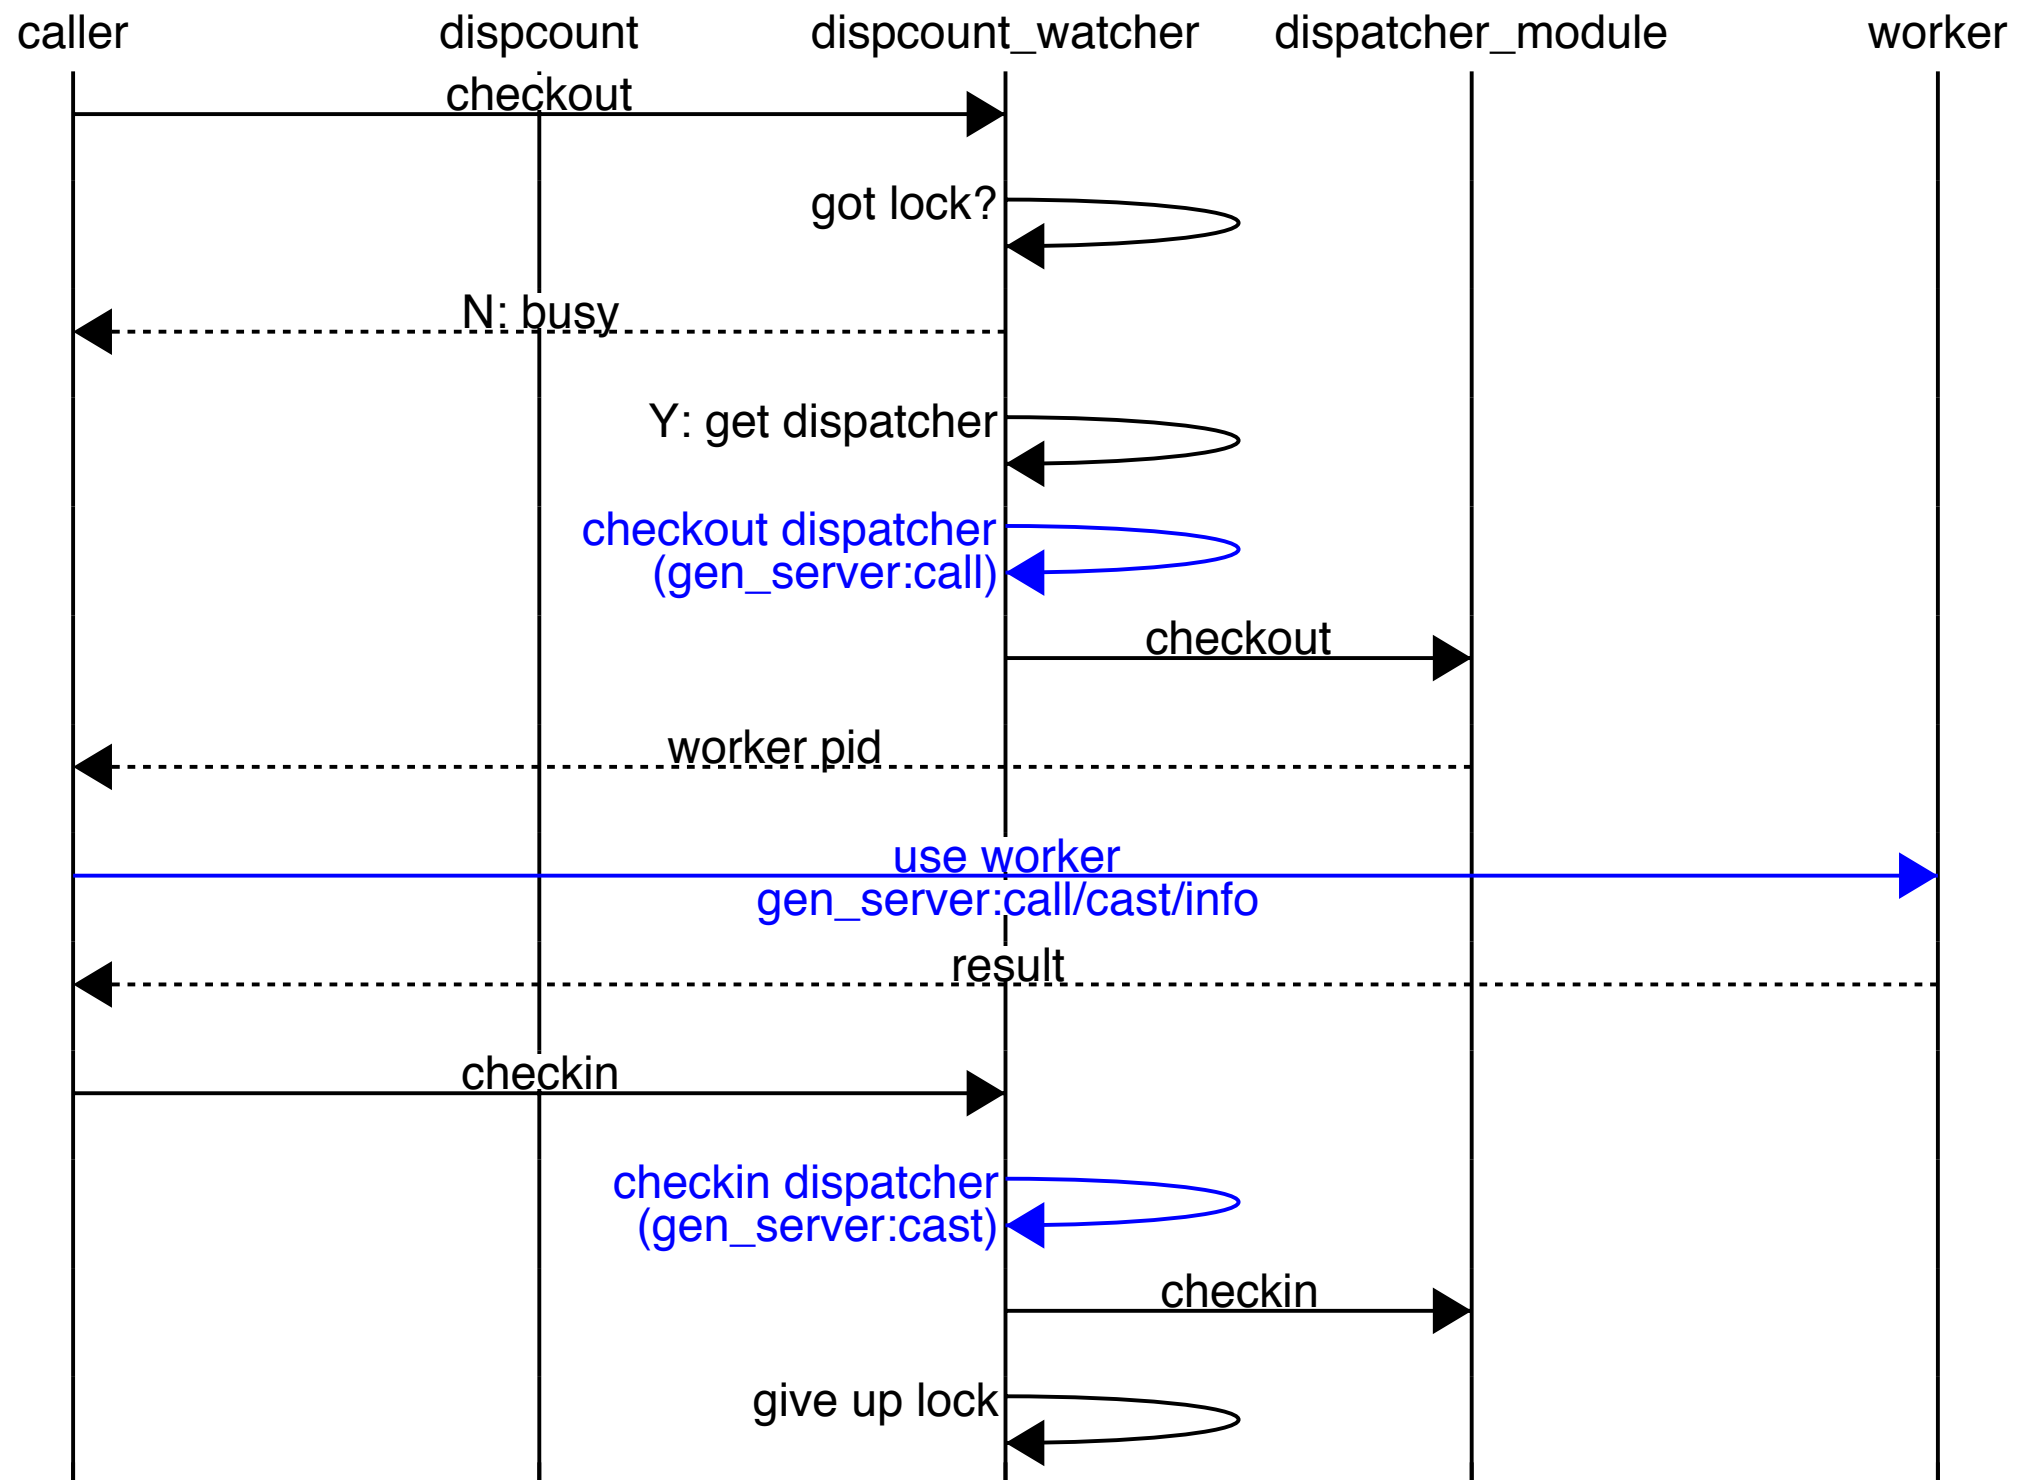 caller
dispcount
dispcount_watcher
dispatcher_module
worker
checkout
got lock?
N: busy
Y: get dispatcher
checkout dispatcher
(gen_server:call)
checkout
worker pid
use worker
gen_server:call/cast/info
result
checkin
checkin dispatcher
(gen_server:cast)
checkin
give up lock